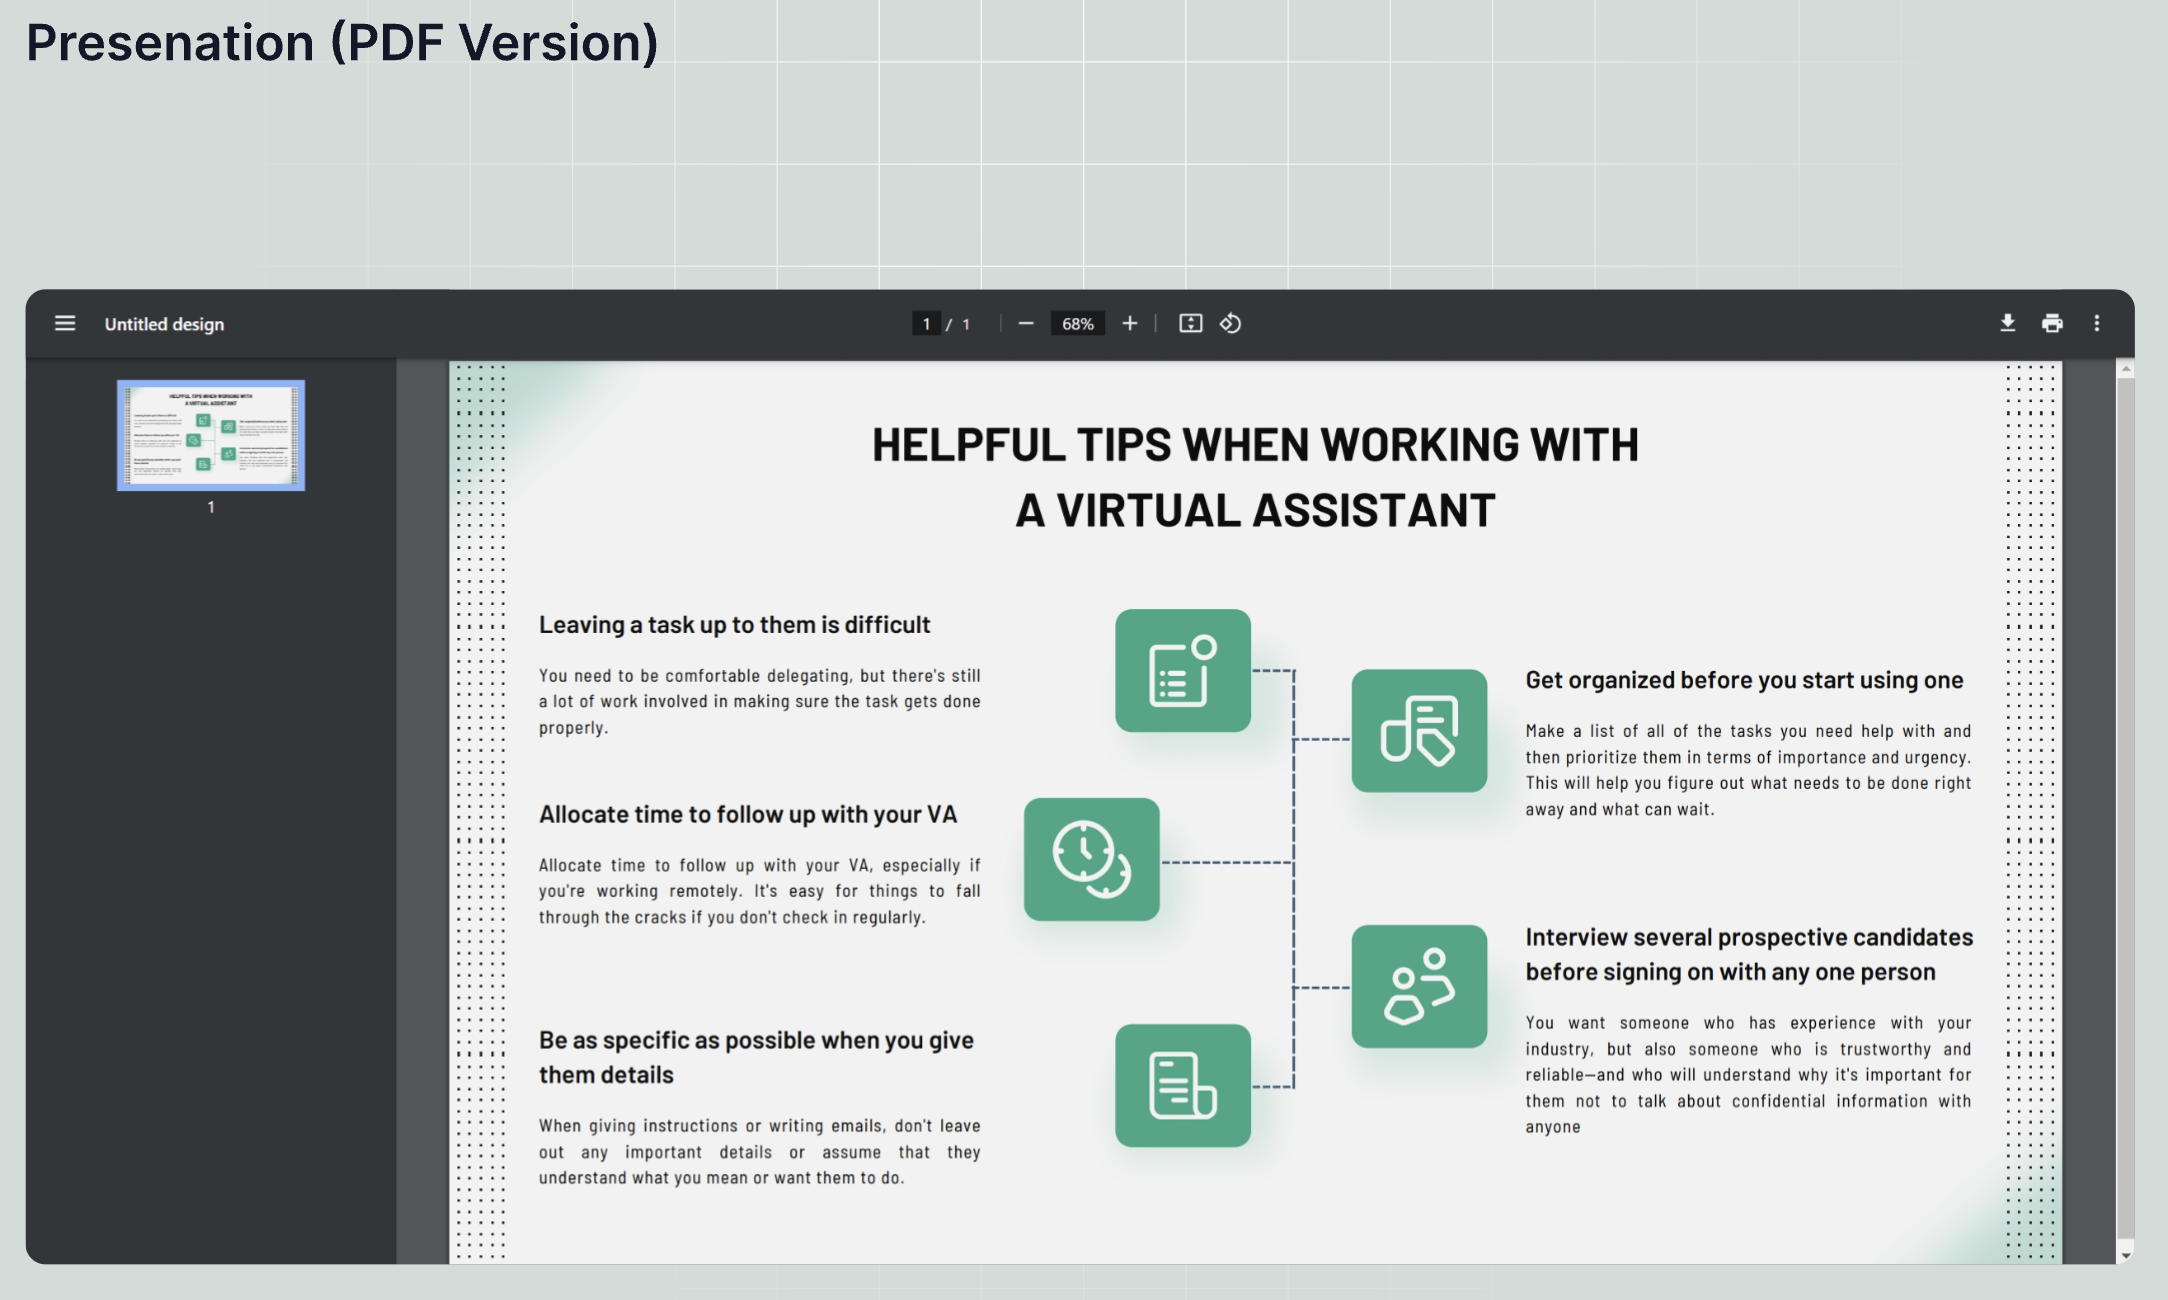 Presenation (PDF Version)
Untitled design
1 / 1
68%
HELPFUL TIPS WHEN WORKING WITH
A VIRTUAL ASSISTANT
1
HELPFUL TIPS WHEN WORKING WITH
A VIRTUAL ASSISTANT
Leaving a task up to them is difficult
You need to be comfortable delegating, but there's still
a lot of work involved in making sure the task gets done
properly.
Allocate time to follow up with your VA
Allocate time to follow up with your VA, especially if
you're working remotely. It's easy for things to fall
through the cracks if you don't check in regularly.
Be as specific as possible when you give
them details
When giving instructions or writing emails, don't leave
out any important details or assume that they
understand what you mean or want them to do.
Get organized before you start using one
Make a list of all of the tasks you need help with and
then prioritize them in terms of importance and urgency.
This will help you figure out what needs to be done right
away and what can wait.
Interview several prospective candidates
before signing on with any one person
You want someone who has experience with your
industry, but also someone who is trustworthy and
reliable—and who will understand why it's important for
them not to talk about confidential information with
anyone